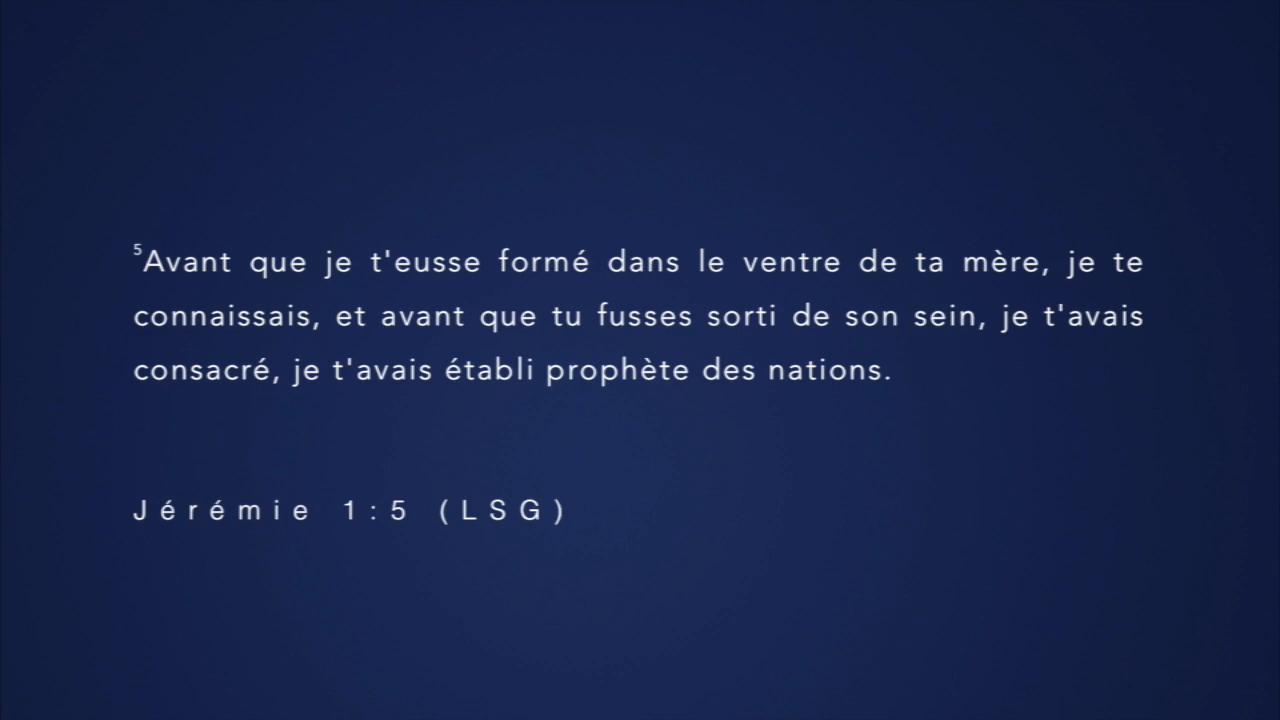 5Avant que je t'eusse formé dans le ventre de ta mère, je te
connaissais, et avant que tu fusses sorti de son sein, je t'avais
consacré, je t'avais établi prophète des nations.
Jérémie 1:5 (LSG)